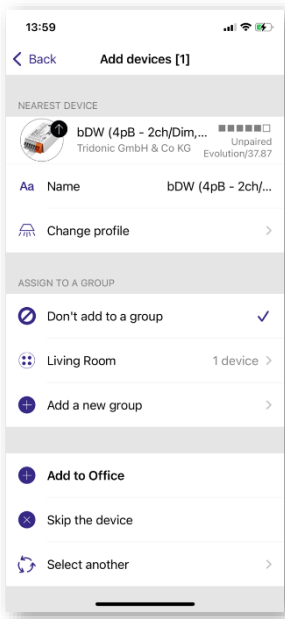 13:59
Back
Add devices [1]
NEAREST DEVICE
bDW (4pB - 2ch/Dim,...
Tridonic GmbH & Co KG
Unpaired
Evolution/37.87
Aa Name bDW (4pB - 2ch/...
Change profile
ASSIGN TO A GROUP
Don't add to a group
Living Room 1 device
Add a new group
Add to Office
Skip the device
Select another